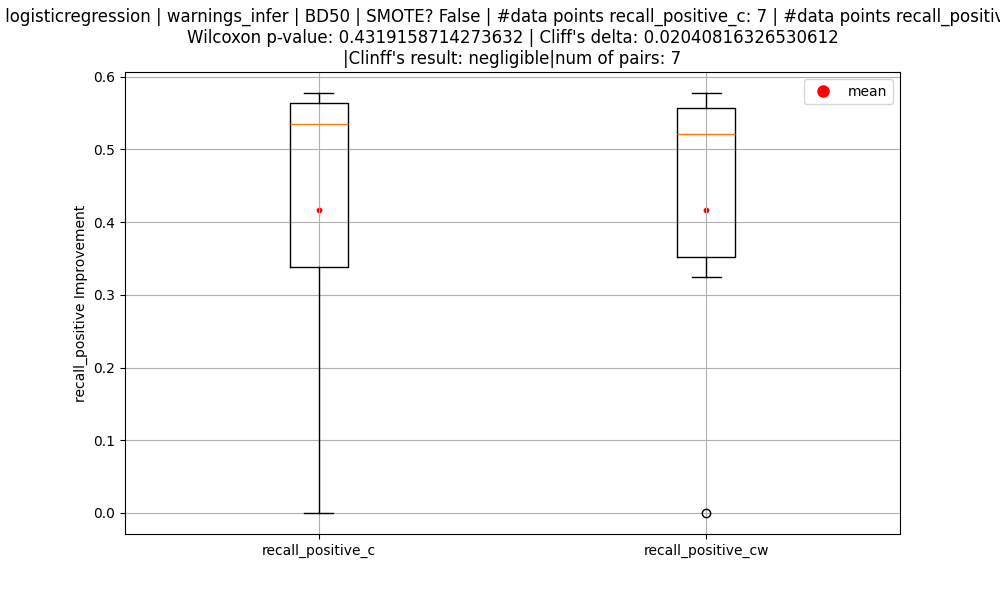 logisticregression | warnings_infer | BD50 | SMOTE? False | #data points recall_positive_c: 7 | #data points recall_positiv
Wilcoxon p-value: 0.4319158714273632 | Cliff's delta: 0.02040816326530612
|Clinff's result: negligible|num of pairs: 7
mean
recall_positive Improvement
0.6
0.5
0.4
0.3
0.2
0.1
0.0
recall_positive_c
recall_positive_cw